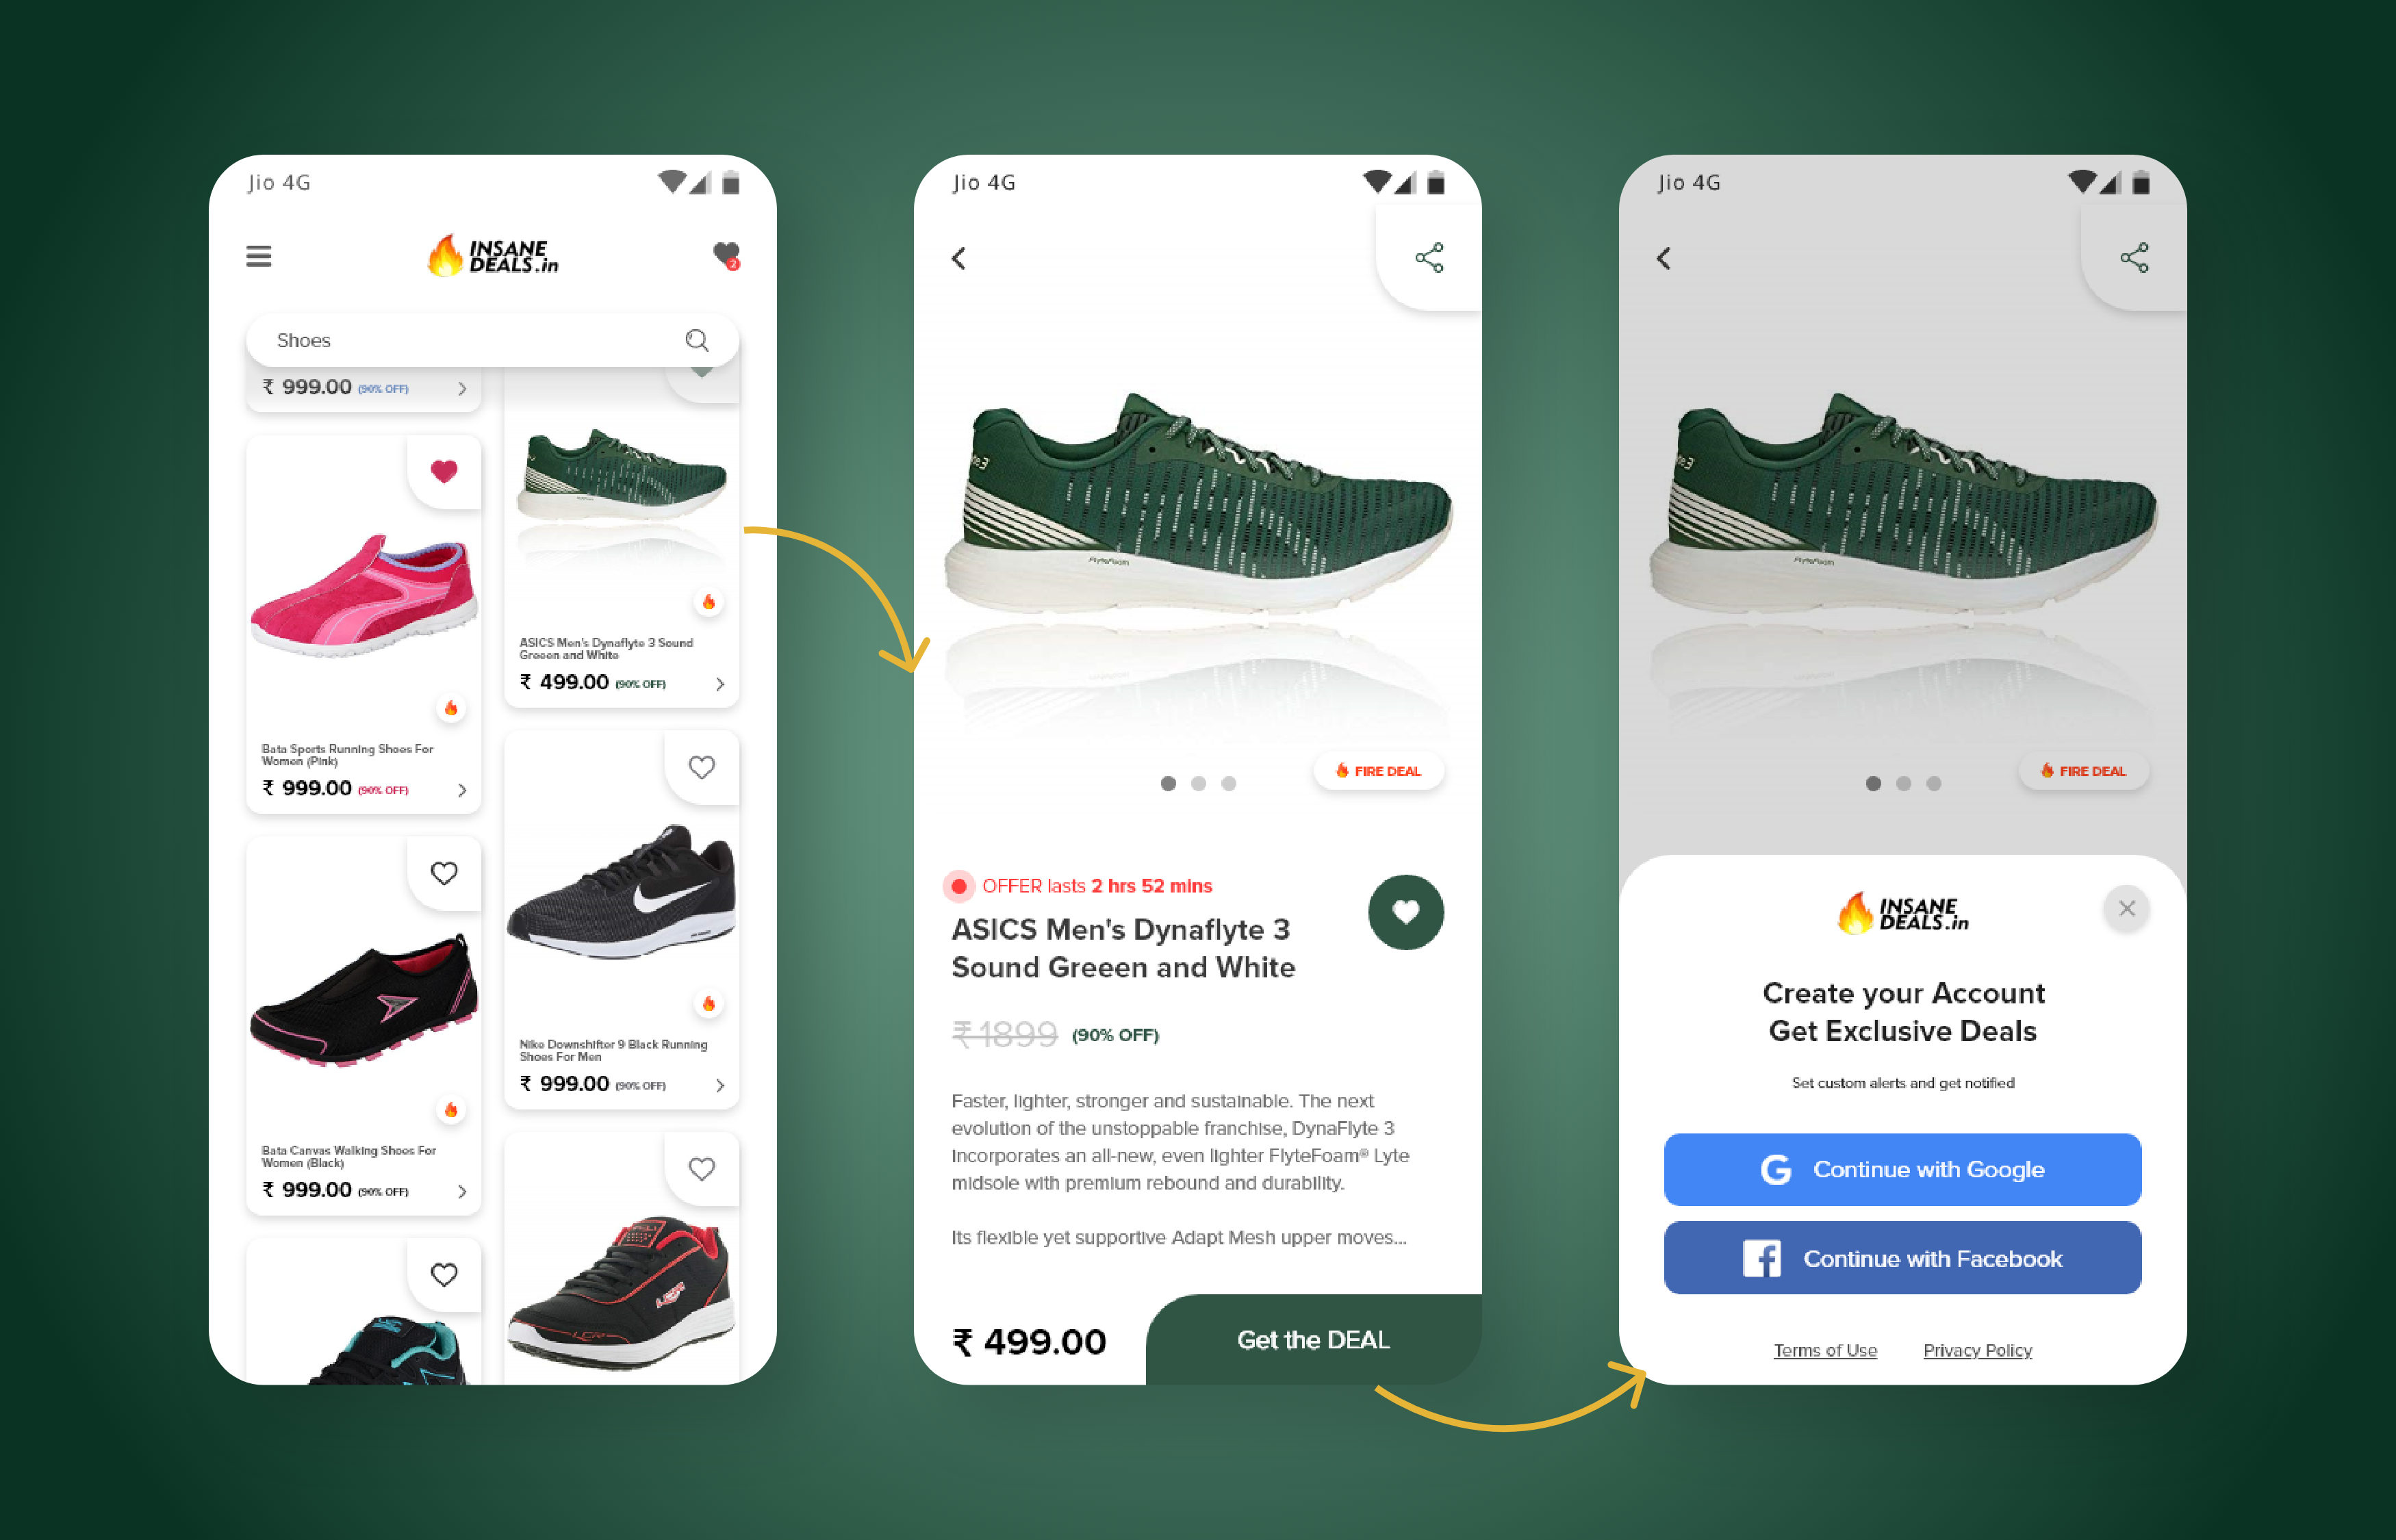 Jio 4G
INSANE
DEALS.in
2
Shoes
₹ 999.00 (90% OFF)
Bata Sports Running Shoes For
Women (Pink)
₹ 999.00 (90% OFF)
Bata Canvas Walking Shoes For
Women (Black)
₹ 999.00 (90% OFF)
ASICS Men's Dynaflyte 3 Sound
Greeen and White
₹ 499.00 (90% OFF)
Nike Downshifter 9 Black Running
Shoes For Men
₹ 999.00 (90% OFF)
LCR
Jio 4G
te3
FlyteFoam
FIRE DEAL
OFFER lasts 2 hrs 52 mins
ASICS Men's Dynaflyte 3
Sound Greeen and White
₹ 1899 (90% OFF)
Faster, lighter, stronger and sustainable. The next
evolution of the unstoppable franchise, DynaFlyte 3
incorporates an all-new, even lighter FlyteFoam® Lyte
midsole with premium rebound and durability.
Its flexible yet supportive Adapt Mesh upper moves...
₹ 499.00
Get the DEAL
Jio 4G
te3
FlyteFoam
FIRE DEAL
INSANE
DEALS.in
Create your Account
Get Exclusive Deals
Set custom alerts and get notified
G Continue with Google
f Continue with Facebook
Terms of Use Privacy Policy